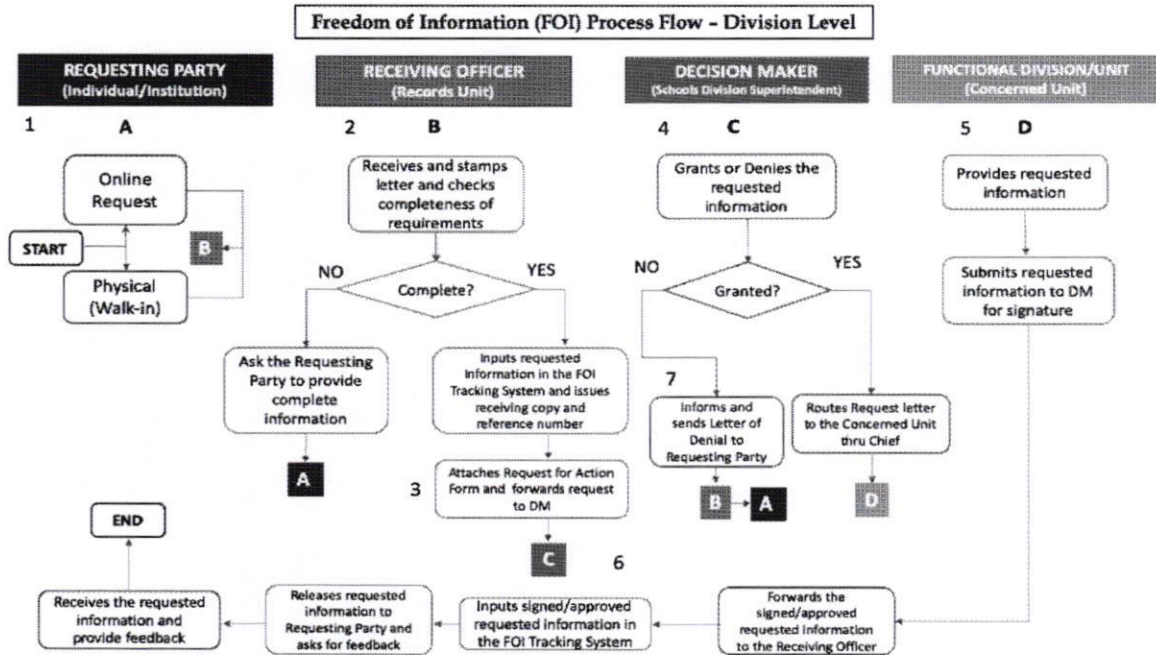 Freedom of Information (FOI) Process Flow – Division Level
REQUESTING PARTY
(Individual/Institution)
RECEIVING OFFICER
(Records Unit)
DECISION MAKER
(Schools Division Superintendent)
FUNCTIONAL DIVISION/UNIT
(Concerned Unit)
1 A
2 B
4 C
5 D
Online
Request
START
B
Physical
(Walk-in)
Receives and stamps
letter and checks
completeness of
requirements
NO
YES
Complete?
Ask the Requesting
Party to provide
complete
information
A
Inputs requested
Information in the FOI
Tracking System and issues
receiving copy and
reference number
3
Attaches Request for Action
Form and forwards request
to DM
C
Grants or Denies the
requested
information
NO
YES
Granted?
7
Informs and
sends Letter of
Denial to
Requesting Party
B
A
Routes Request letter
to the Concerned Unit
thru Chief
D
Provides requested
information
Submits requested
information to DM
for signature
6
Forwards the
signed/approved
requested information
to the Receiving Officer
Inputs signed/approved
requested information in
the FOI Tracking System
Releases requested
information to
Requesting Party and
asks for feedback
Receives the requested
information and
provide feedback
END